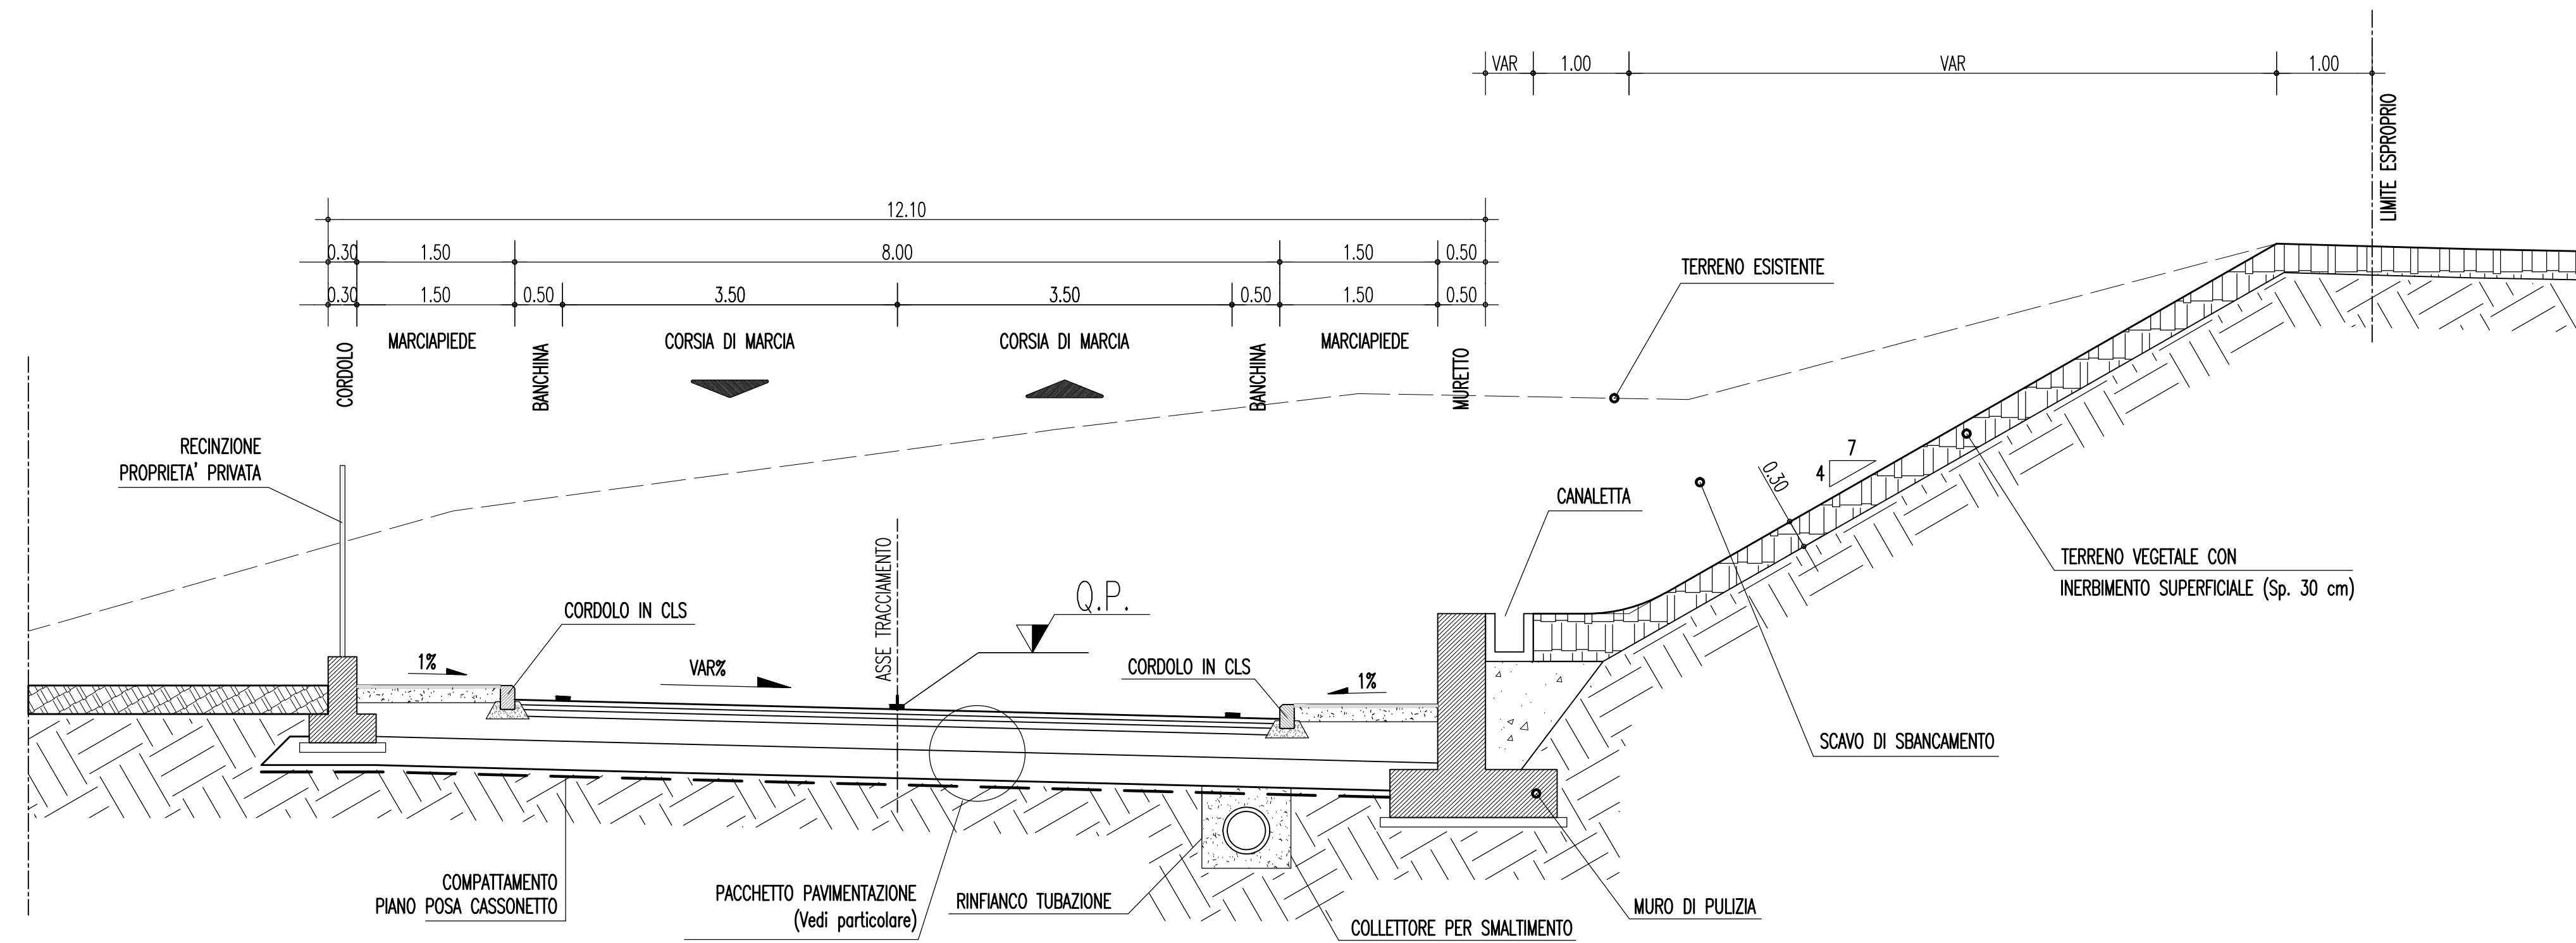 VAR 1.00 VAR 1.00
LIMITE ESPROPRIO
12.10
0.30 1.50 8.00 1.50 0.50
0.30 1.50 0.50 3.50 3.50 0.50 1.50 0.50
CORDOLO
MARCIAPIEDE
BANCHINA
CORSIA DI MARCIA
CORSIA DI MARCIA
BANCHINA
MARCIAPIEDE
MURETTO
TERRENO ESISTENTE
RECINZIONE
PROPRIETA' PRIVATA
7
4
0.30
CANALETTA
TERRENO VEGETALE CON
INERBIMENTO SUPERFICIALE (Sp. 30 cm)
ASSE TRACCIAMENTO
Q.P.
CORDOLO IN CLS
1%
VAR%
CORDOLO IN CLS
1%
SCAVO DI SBANCAMENTO
COMPATTAMENTO
PIANO POSA CASSONETTO
PACCHETTO PAVIMENTAZIONE
(Vedi particolare)
RINFIANCO TUBAZIONE
COLLETTORE PER SMALTIMENTO
MURO DI PULIZIA